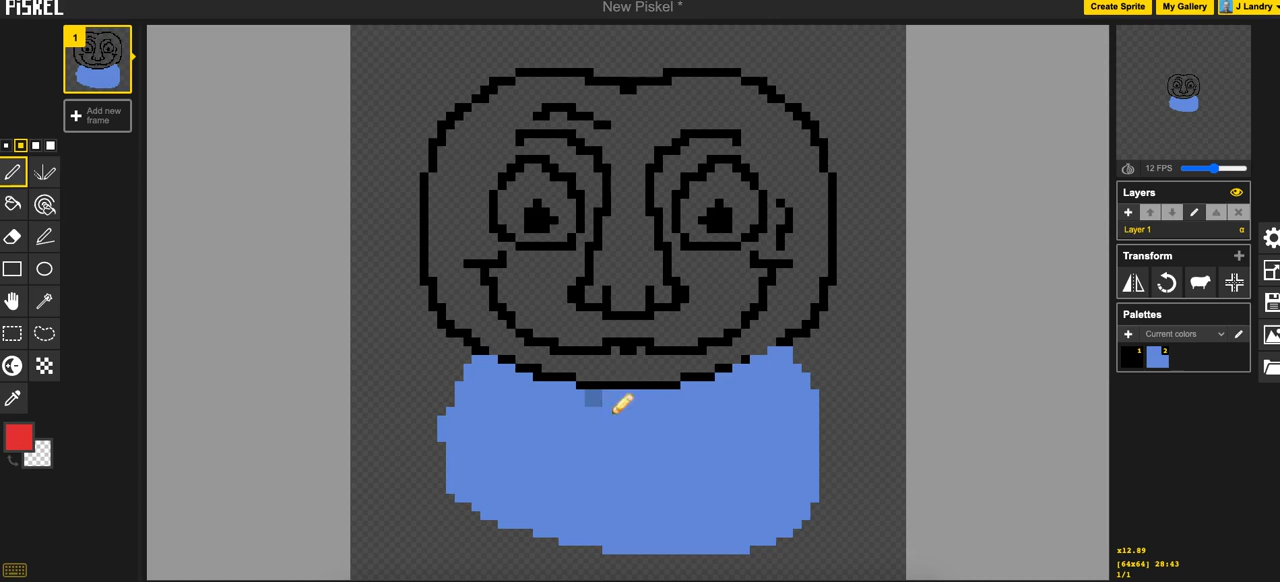 PiSKEL
New Piskel *
Create Sprite
My Gallery
J Landry
1
Add new
frame
12 FPS
Layers
Layer 1
α
Transform
Palettes
Current colors
1
2
x12.89
[64x64] 28:43
1/1